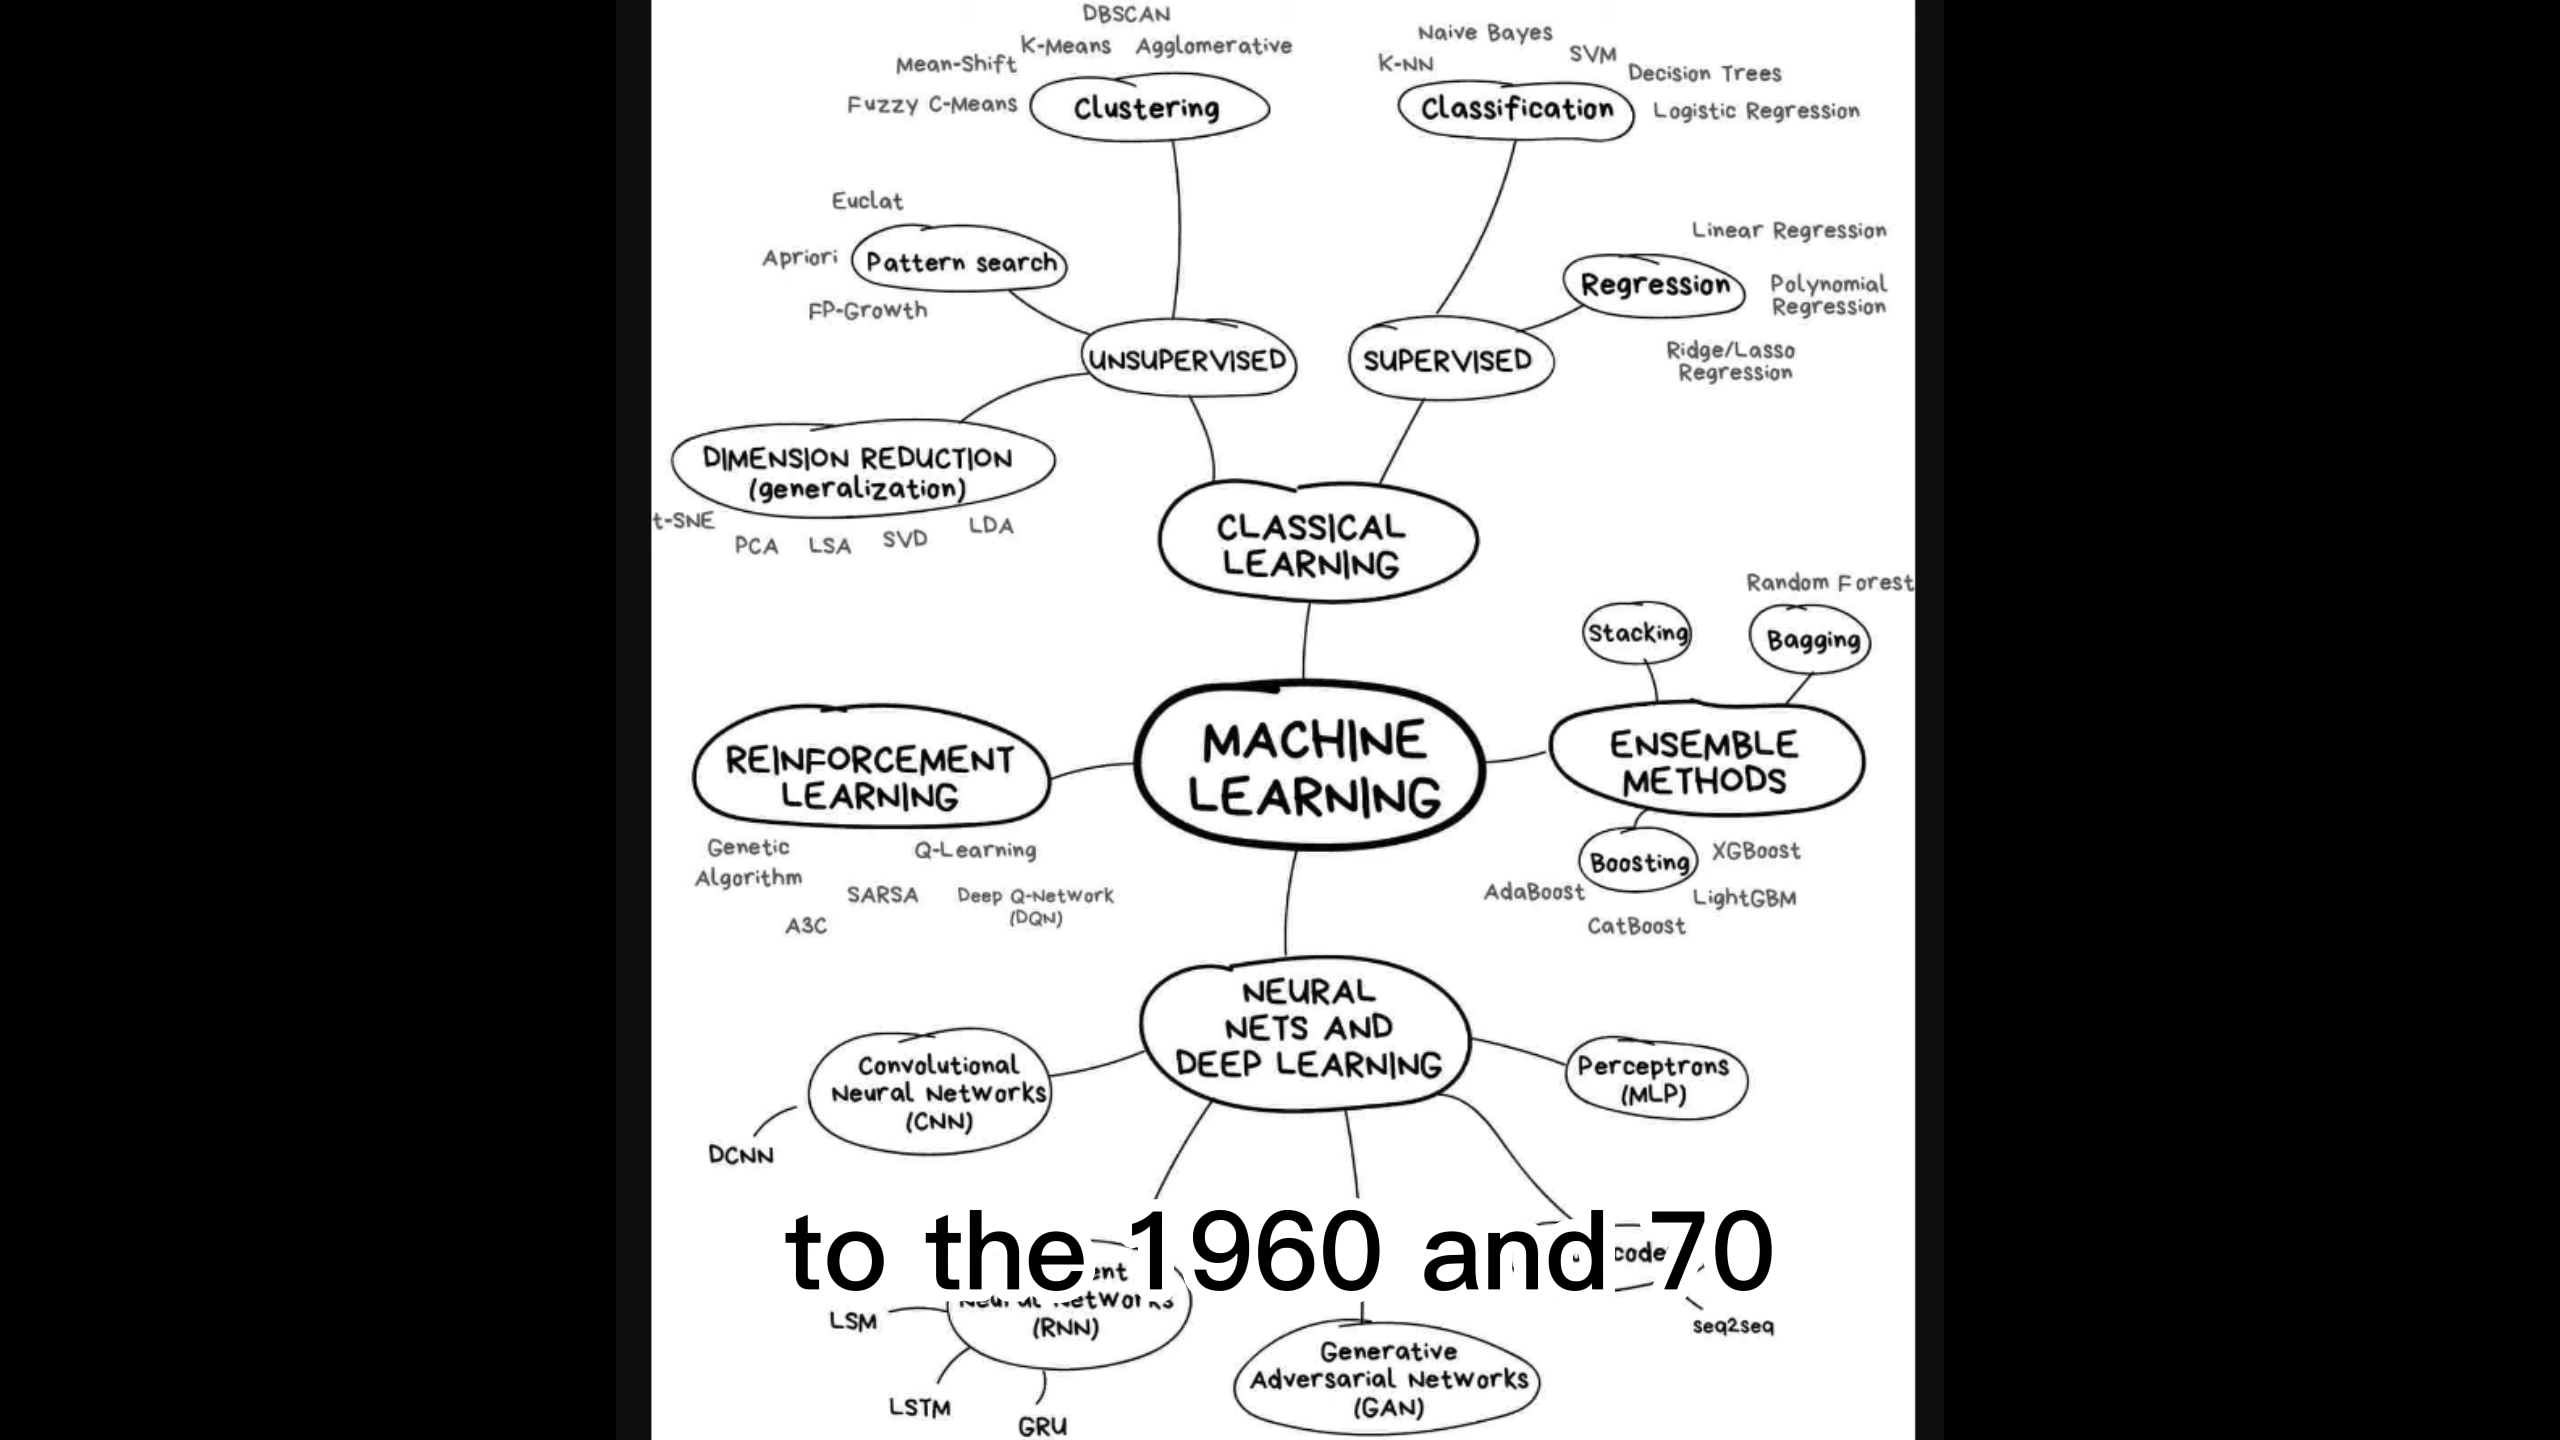 DBSCAN
K-Means
Agglomerative
Mean-Shift
Fuzzy C-Means
Clustering
Naive Bayes
K-NN
SVM
Decision Trees
Classification
Logistic Regression
Euclat
Apriori
Pattern search
FP-Growth
Linear Regression
Regression
Polynomial
Regression
Ridge/Lasso
Regression
UNSUPERVISED
SUPERVISED
DIMENSION REDUCTION
(generalization)
t-SNE
PCA
LSA
SVD
LDA
CLASSICAL
LEARNING
Random Forest
Stacking
Bagging
REINFORCEMENT
LEARNING
MACHINE
LEARNING
ENSEMBLE
METHODS
Genetic
Algorithm
Q-Learning
SARSA
Deep Q-Network
(DQN)
A3C
Boosting
XGBoost
AdaBoost
LightGBM
CatBoost
NEURAL
NETS AND
DEEP LEARNING
Convolutional
Neural Networks
(CNN)
DCNN
Perceptrons
(MLP)
to the 1960 and 70
Neural Networks
(RNN)
LSM
LSTM
GRU
Generative
Adversarial Networks
(GAN)
seq2seq